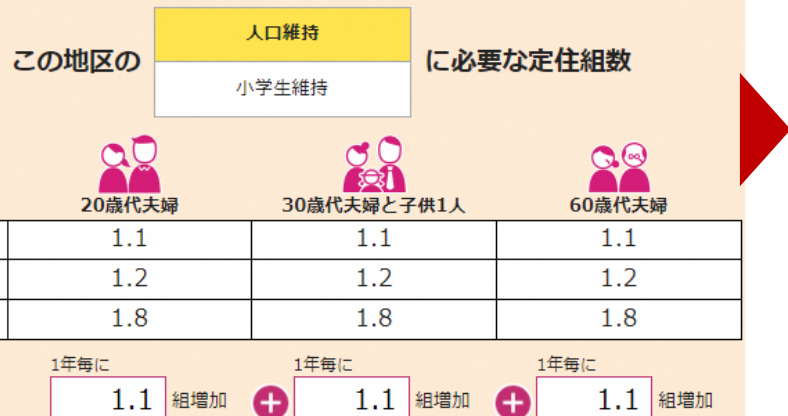 人口維持
この地区の
に必要な定住組数
小学生維持
20歳代夫婦 30歳代夫婦と子供1人 60歳代夫婦
1.1 1.1 1.1
1.2 1.2 1.2
1.8 1.8 1.8
1年毎に 1年毎に 1年毎に
1.1 組増加 + 1.1 組増加 + 1.1 組増加